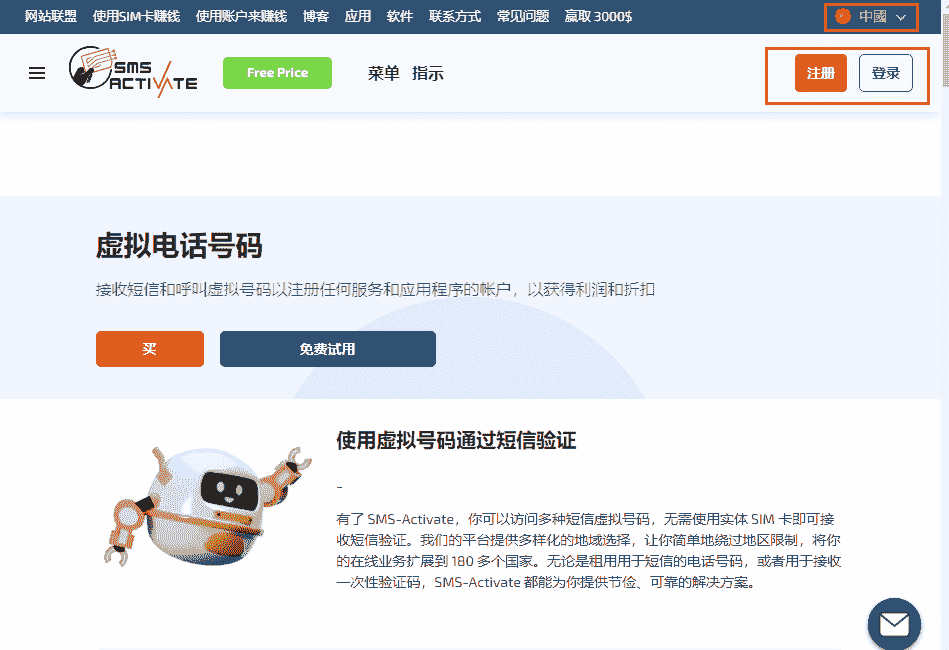 网站联盟 使用SIM卡赚钱 使用账户来赚钱 博客 应用 软件 联系方式 常见问题 赢取 3000$ 中國
SMS ACTIVATE Free Price 菜单 指示 注册 登录
虚拟电话号码
接收短信和呼叫虚拟号码以注册任何服务和应用程序的帐户，以获得利润和折扣
买 免费试用
使用虚拟号码通过短信验证
-
有了 SMS-Activate，你可以访问多种短信虚拟号码，无需使用实体 SIM 卡即可接
收短信验证。我们的平台提供多样化的地域选择，让你简单地绕过地区限制，将你
的在线业务扩展到 180 多个国家。无论是租用用于短信的电话号码，或者用于接收
一次性验证码，SMS-Activate 都能为你提供节俭、可靠的解决方案。